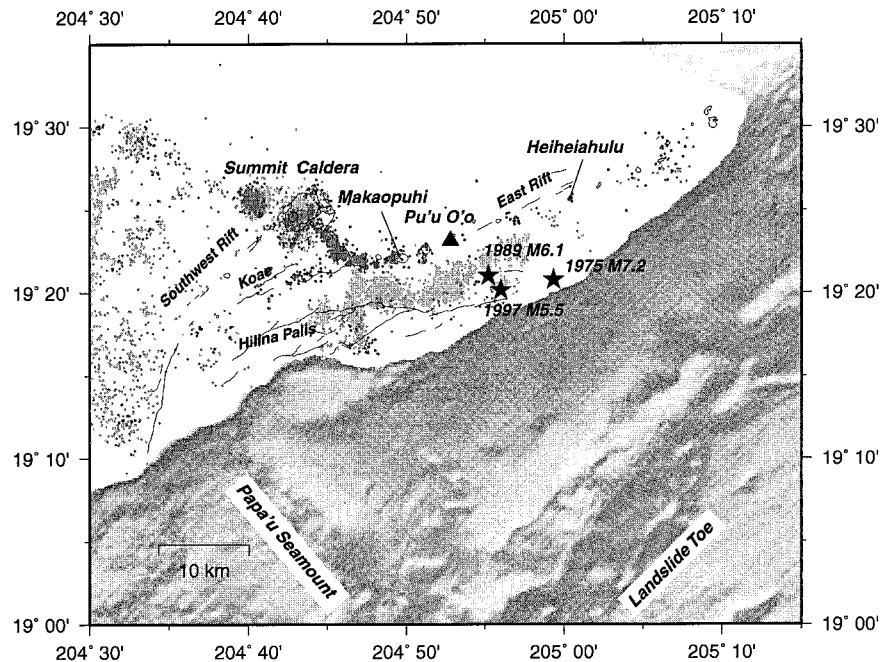 204° 30' 204° 40' 204° 50' 205° 00' 205° 10'
19° 30' 19° 30'
Heiheiahulu
Summit Caldera
Makaopuhi
East Rift
Pu'u O'o
Southwest Rift
1989 M6.1
Koae
1975 M7.2
19° 20' 19° 20'
1997 M5.5
Hilina Palis
19° 10' 19° 10'
Papa'u Seamount
Landslide Toe
10 km
19° 00' 19° 00'
204° 30' 204° 40' 204° 50' 205° 00' 205° 10'